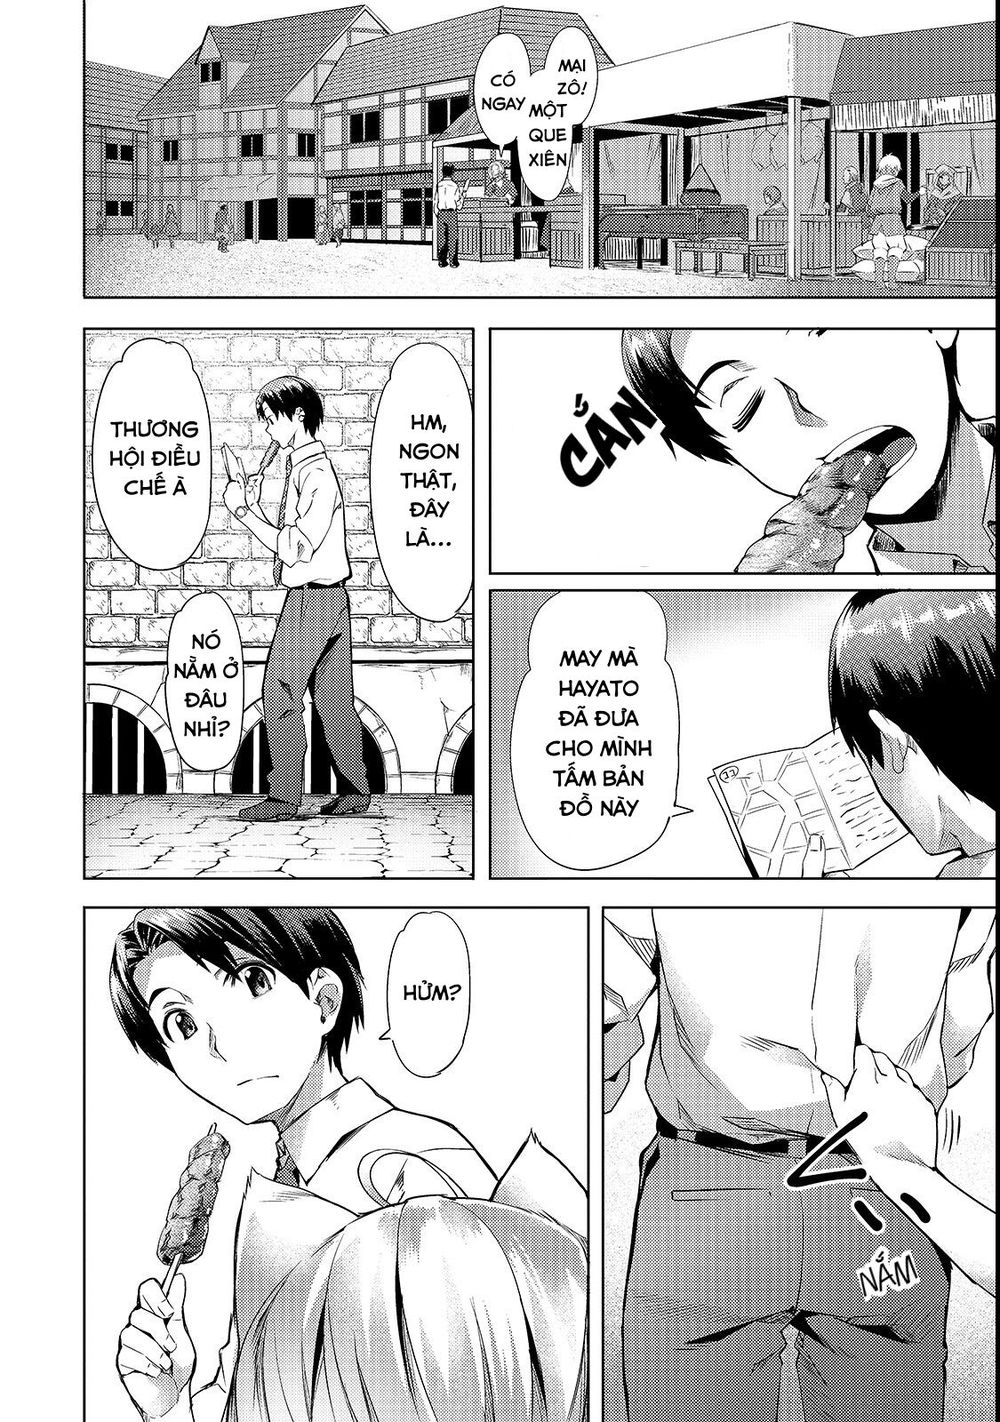 MẠI
ZÔ!
MỘT
QUE
XIÊN
CÓ
NGAY
CẮN
HM,
NGON
THẬT,
ĐÂY
LÀ...
THƯƠNG
HỘI ĐIỀU
CHẾ À
NÓ
NẰM Ở
ĐÂU
NHỈ?
MAY MÀ
HAYATO
ĐÃ ĐƯA
CHO MÌNH
TẤM BẢN
ĐỒ NÀY
NẮM
HỬM?